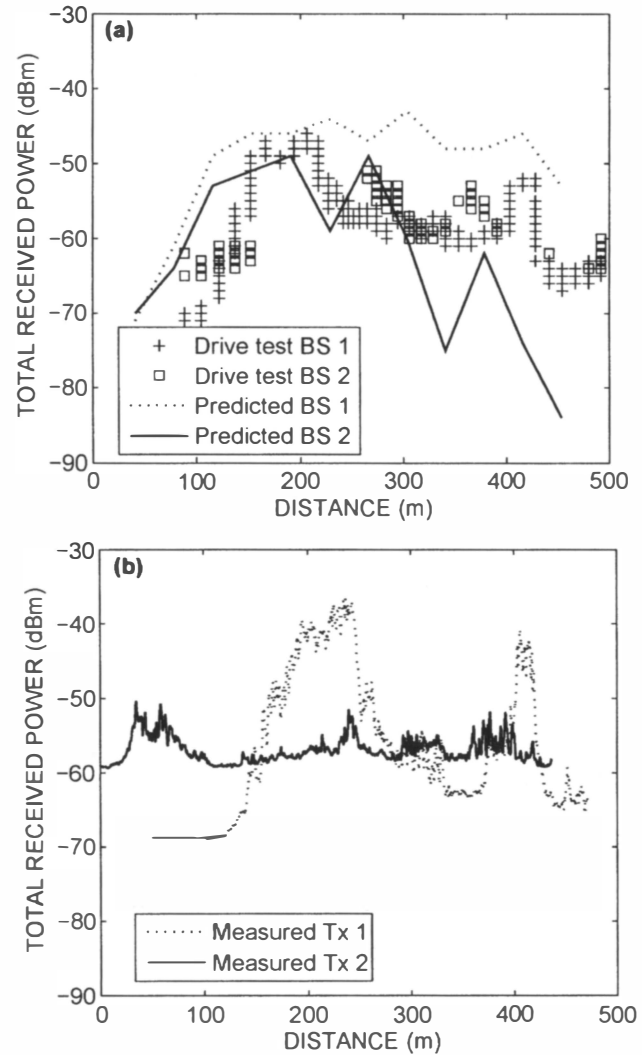 (a)
TOTAL RECEIVED POWER (dBm)
−30
−40
−50
−60
−70
−80
−90
Drive test BS 1
Drive test BS 2
Predicted BS 1
Predicted BS 2
0 100 200 300 400 500
DISTANCE (m)
(b)
TOTAL RECEIVED POWER (dBm)
−30
−40
−50
−60
−70
−80
−90
Measured Tx 1
Measured Tx 2
0 100 200 300 400 500
DISTANCE (m)